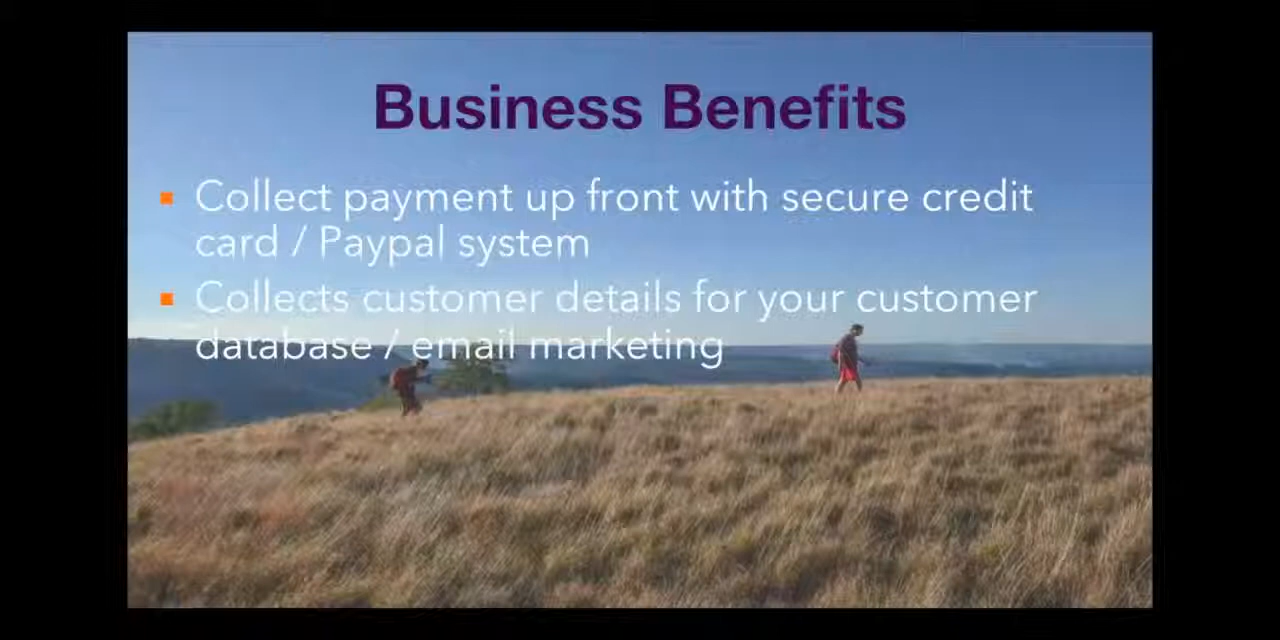 Business Benefits
Collect payment up front with secure credit
card / Paypal system
Collects customer details for your customer
database / email marketing